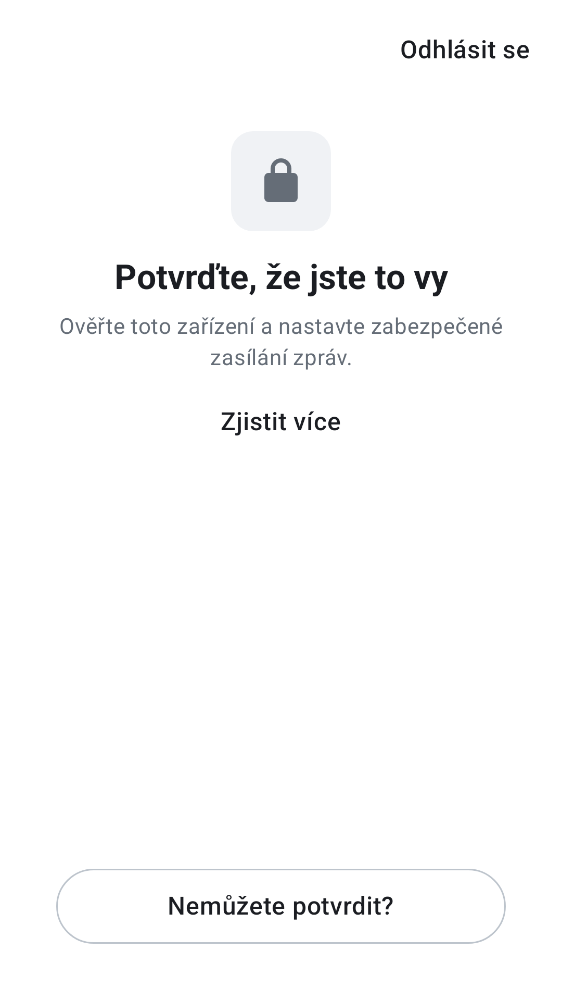 Odhlásit se
Potvrďte, že jste to vy
Ověřte toto zařízení a nastavte zabezpečené
zasílání zpráv.
Zjistit více
Nemůžete potvrdit?